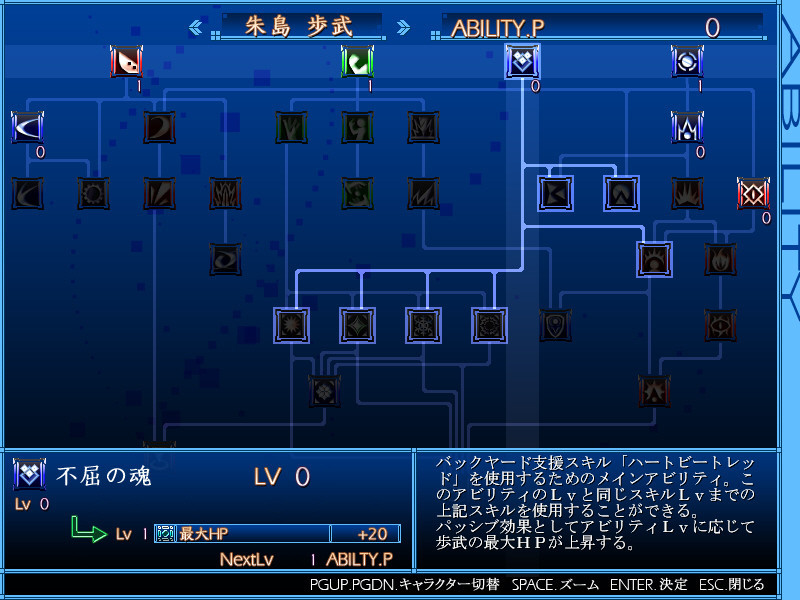 朱島 歩武
ABILITY.P 0
1
1
0
1
0
0
0
不屈の魂 LV 0
Lv 0
Lv 1 最大HP +20
NextLv 1 ABILTY.P
バックヤード支援スキル「ハートビートレッ
ド」を使用するためのメインアビリティ。こ
のアビリティのＬｖと同じスキルＬｖまでの
上記スキルを使用することができる。
パッシブ効果としてアビリティＬｖに応じて
歩武の最大ＨＰが上昇する。
PGUP.PGDN.キャラクター切替 SPACE.ズーム ENTER.決定 ESC.閉じる
ABILITY